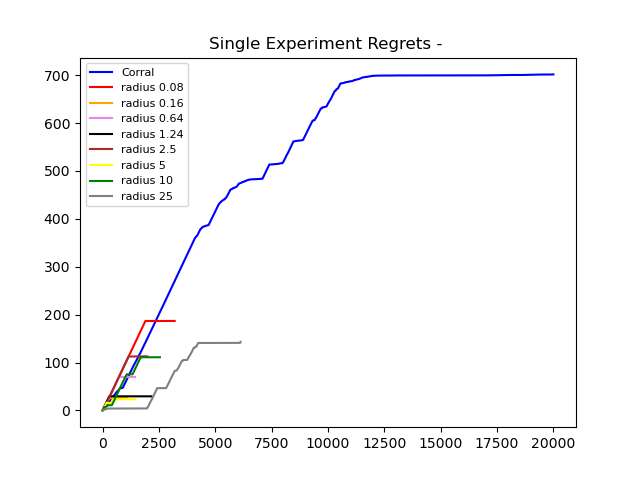 Single Experiment Regrets -
700
600
500
400
300
200
100
0
Corral
radius 0.08
radius 0.16
radius 0.64
radius 1.24
radius 2.5
radius 5
radius 10
radius 25
0 2500 5000 7500 10000 12500 15000 17500 20000